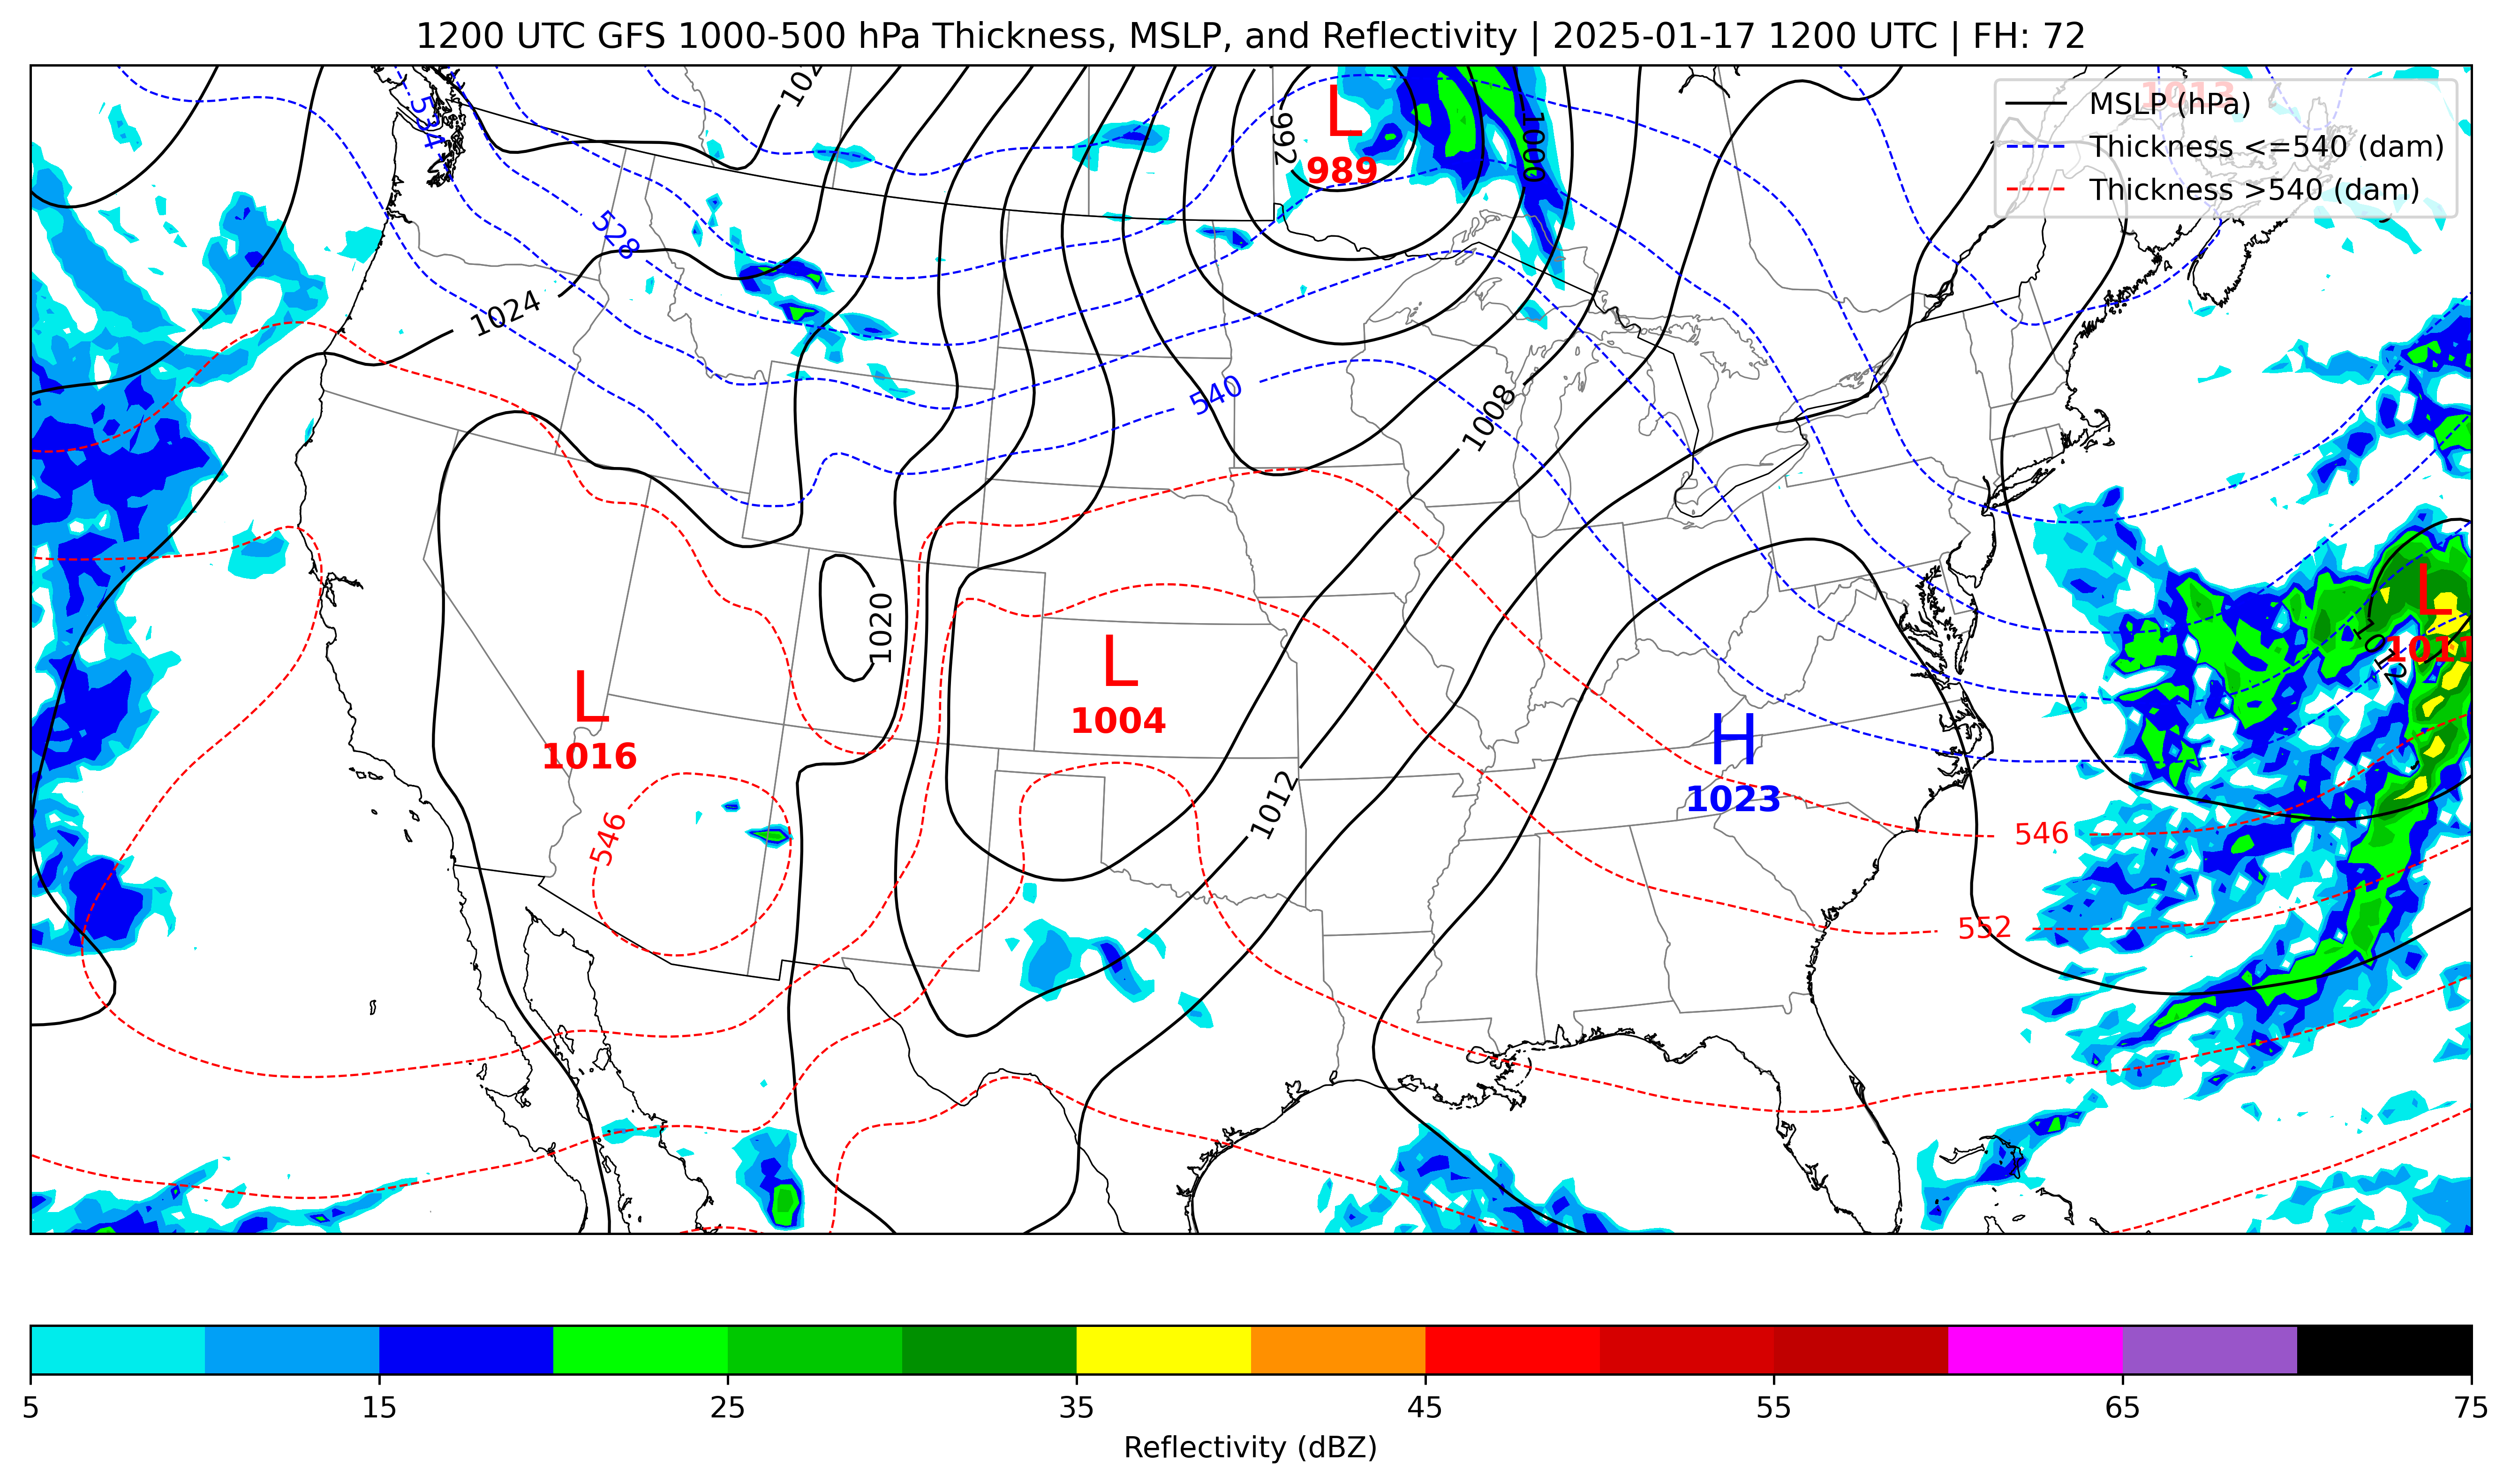 1200 UTC GFS 1000-500 hPa Thickness, MSLP, and Reflectivity | 2025-01-17 1200 UTC | FH: 72
L
989
992
1000
1013
MSLP (hPa)
Thickness <=540 (dam)
Thickness >540 (dam)
534
528
1024
540
1008
1020
L
1016
L
1004
H
1023
L
1011
1012
546
1012
546
552
5
15
25
35
45
55
65
75
Reflectivity (dBZ)